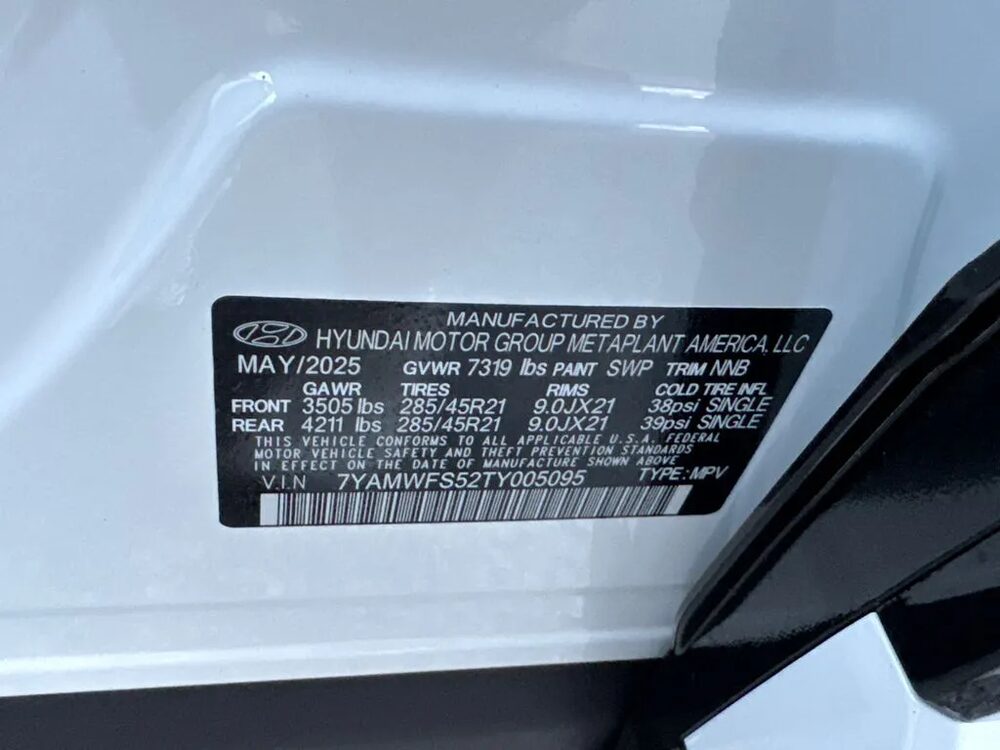 MANUFACTURED BY
HYUNDAI MOTOR GROUP METAPLANT AMERICA, LLC
MAY/2025 GVWR 7319 lbs PAINT SWP TRIM NNB
GAWR TIRES RIMS COLD TIRE INFL
FRONT 3505 lbs 285/45R21 9.0JX21 38psi SINGLE
REAR 4211 lbs 285/45R21 9.0JX21 39psi SINGLE
THIS VEHICLE CONFORMS TO ALL APPLICABLE U.S.A. FEDERAL
MOTOR VEHICLE SAFETY AND THEFT PREVENTION STANDARDS
IN EFFECT ON THE DATE OF MANUFACTURE SHOWN ABOVE
V.I.N 7YAMWFS52TY005095 TYPE: MPV